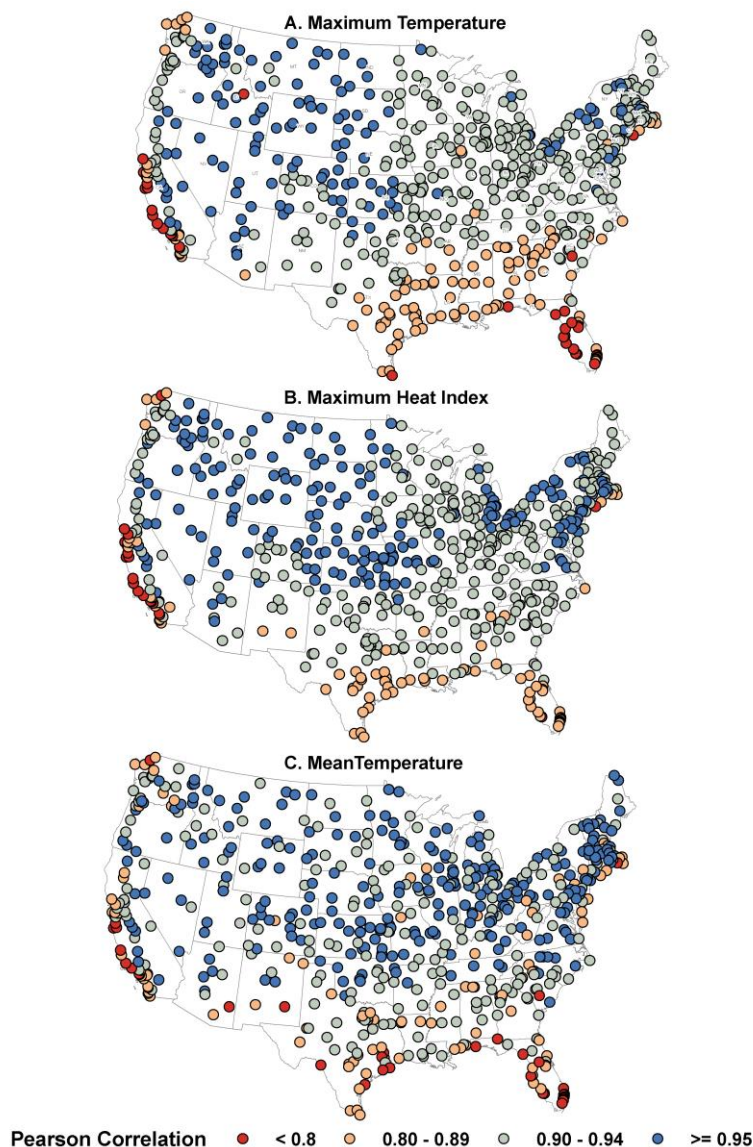 A. Maximum Temperature
B. Maximum Heat Index
C. MeanTemperature
Pearson Correlation < 0.8 0.80 - 0.89 0.90 - 0.94 >= 0.95